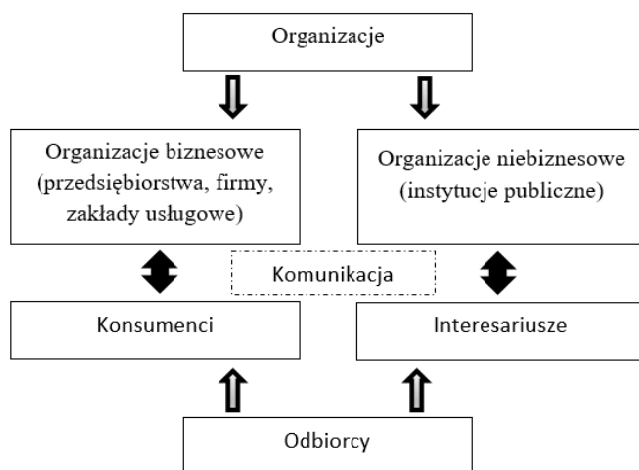 Organizacje
Organizacje biznesowe
(przedsiębiorstwa, firmy,
zakłady usługowe)
Organizacje niebiznesowe
(instytucje publiczne)
Komunikacja
Konsumenci
Interesariusze
Odbiorcy